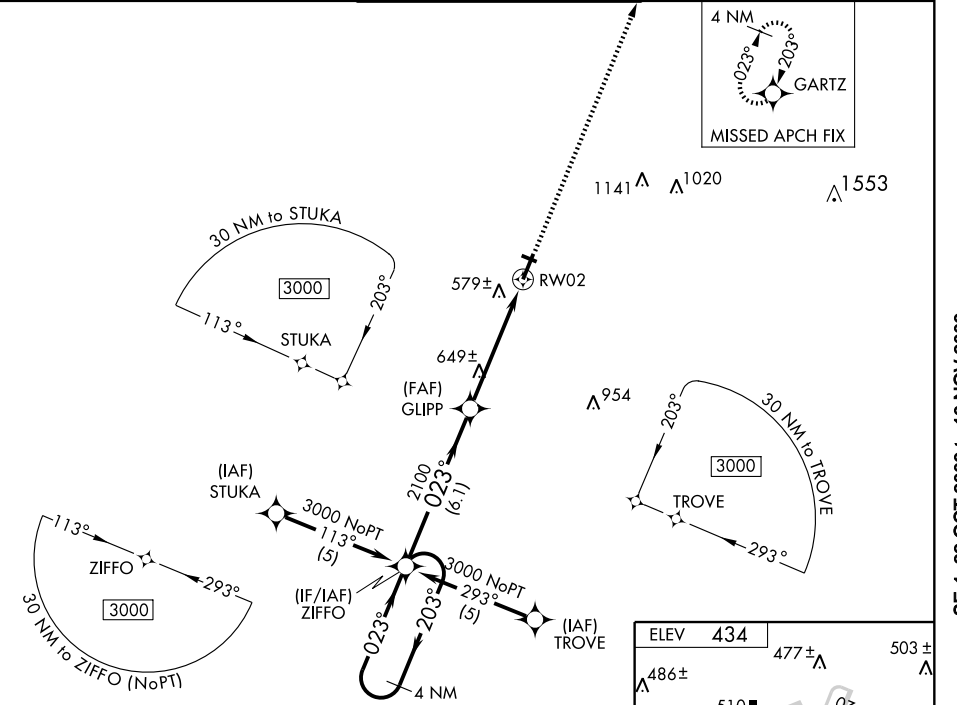 4 NM
023°
203°
GARTZ
MISSED APCH FIX
1141
1020
1553
30 NM to STUKA
3000
203°
113°
STUKA
579±
RW02
649±
(FAF)
GLIPP
954
203°
30 NM to TROVE
3000
TROVE
293°
(IAF)
STUKA
2100
023°
(6.1)
3000 NoPT
113°
(5)
113°
ZIFFO
293°
3000
30 NM to ZIFFO (NoPT)
(IF/IAF)
ZIFFO
3000 NoPT
293°
(5)
(IAF)
TROVE
023°
203°
4 NM
ELEV 434
477±
503 ±
486±